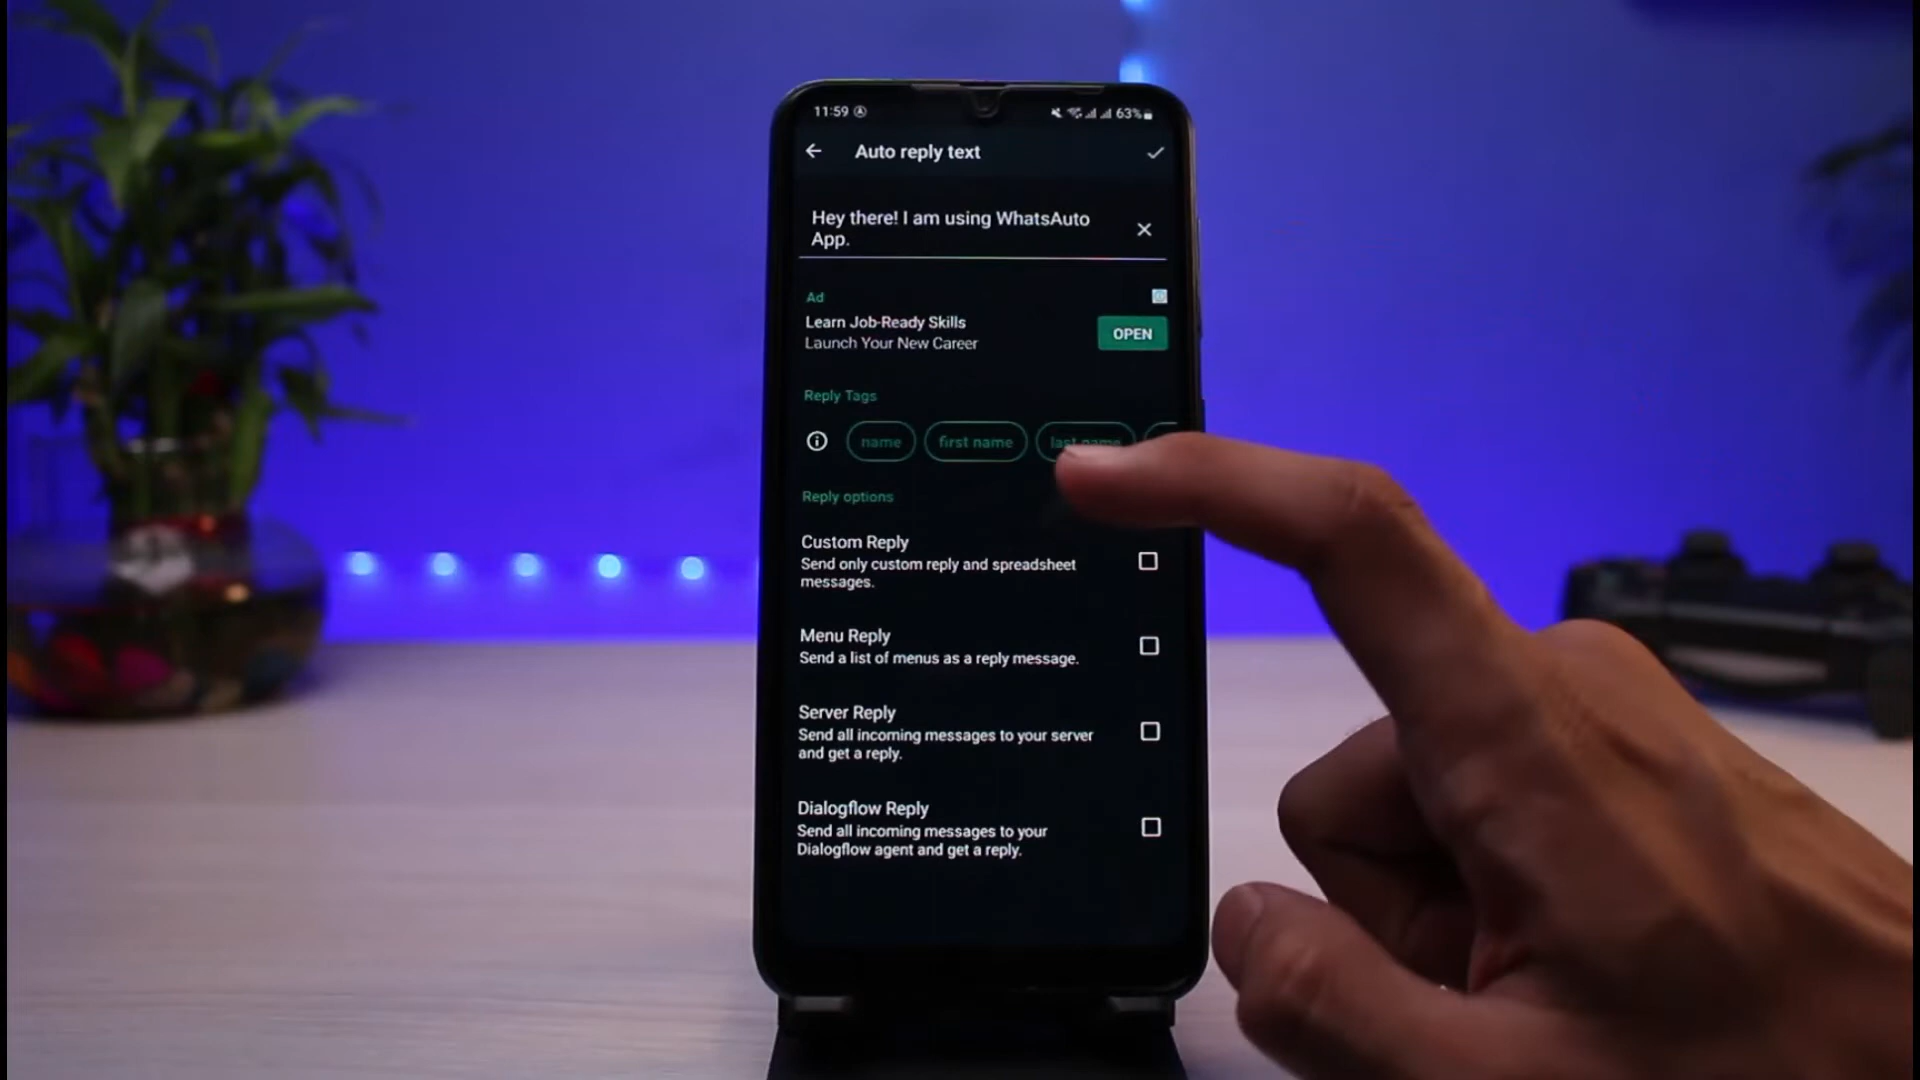 11:59 63%
Auto reply text
Hey there! I am using WhatsAuto
App.
Ad
Learn Job-Ready Skills
Launch Your New Career
OPEN
Reply Tags
name first name last name
Reply options
Custom Reply
Send only custom reply and spreadsheet
messages.
Menu Reply
Send a list of menus as a reply message.
Server Reply
Send all incoming messages to your server
and get a reply.
Dialogflow Reply
Send all incoming messages to your
Dialogflow agent and get a reply.